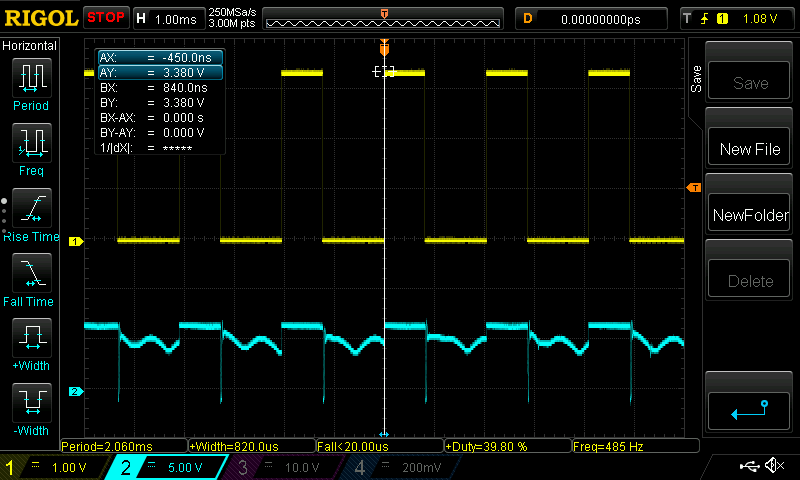 RIGOL STOP H 1.00ms 250MSa/s 3.00M pts D 0.00000000ps T 1 1.08 V
Horizontal
Period
Freq
Rise Time
Fall Time
+Width
-Width
AX: = -450.0ns
AY: = 3.380 V
BX: = 840.0ns
BY: = 3.380 V
BX-AX: = 0.000 s
BY-AY: = 0.000 V
1/|dX|: = *****
T
T
1
2
Save
Save
New File
NewFolder
Delete
Period=2.060ms +Width=820.0us Fall<20.00us +Duty=39.80 % Freq=485 Hz
1 = 1.00 V 2 = 5.00 V 3 = 10.0 V 4 = 200mV